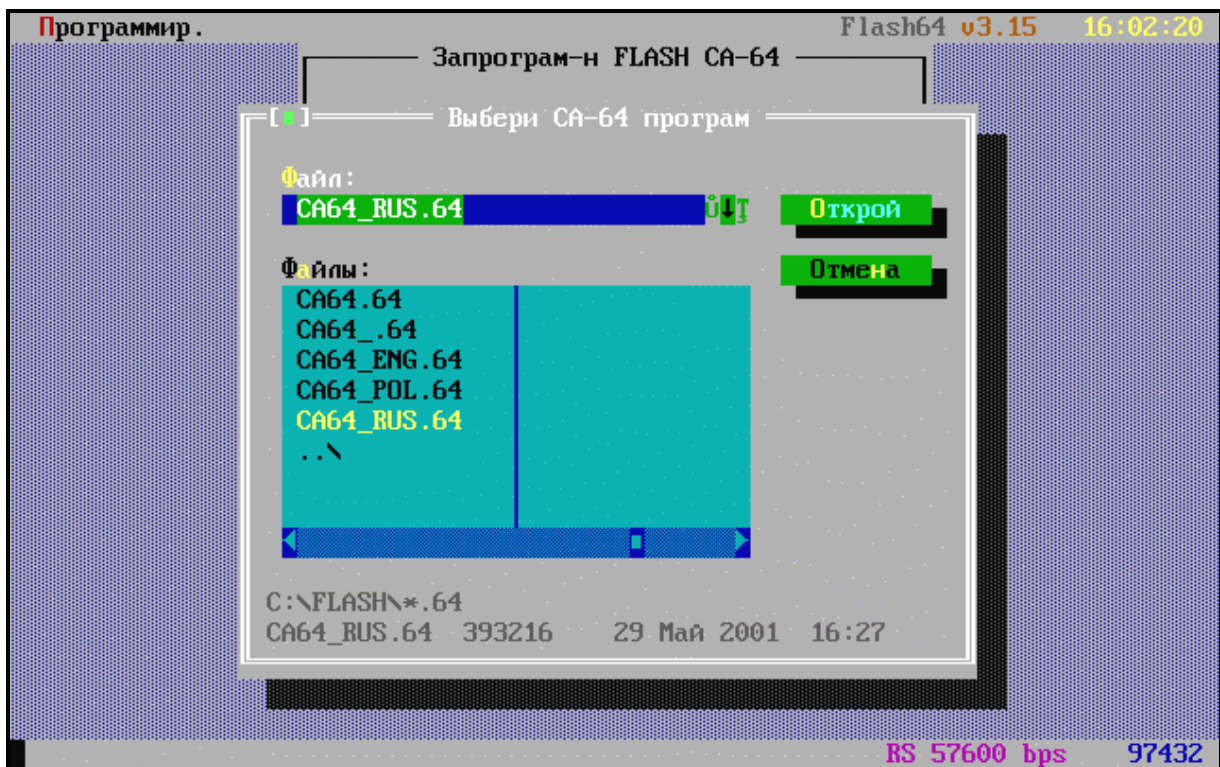 Программир. Flash64 v3.15 16:02:20
Запрограм-н FLASH CA-64
[■] Выбери CA-64 програм
Файл:
CA64_RUS.64 Открой
Файлы: Отмена
CA64.64
CA64_.64
CA64_ENG.64
CA64_POL.64
CA64_RUS.64
..\
C:\FLASH\*.64
CA64_RUS.64 393216 29 Май 2001 16:27
RS 57600 bps 97432